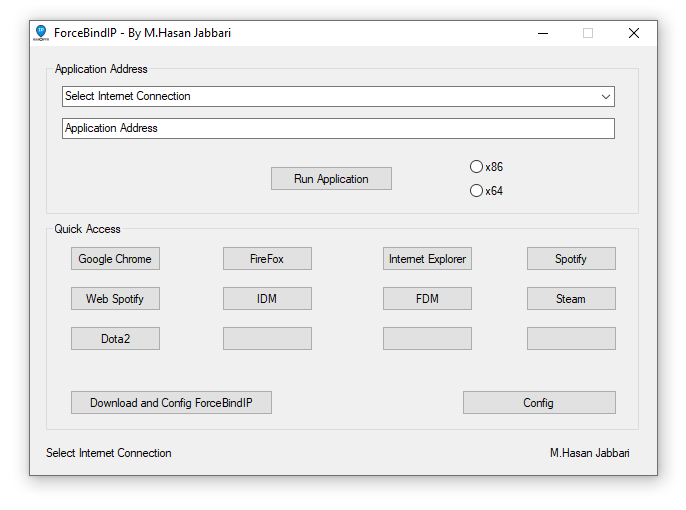 ForceBindIP - By M.Hasan Jabbari
Application Address
Select Internet Connection
Application Address
Run Application
x86
x64
Quick Access
Google Chrome FireFox Internet Explorer Spotify
Web Spotify IDM FDM Steam
Dota2
Download and Config ForceBindIP Config
Select Internet Connection M.Hasan Jabbari